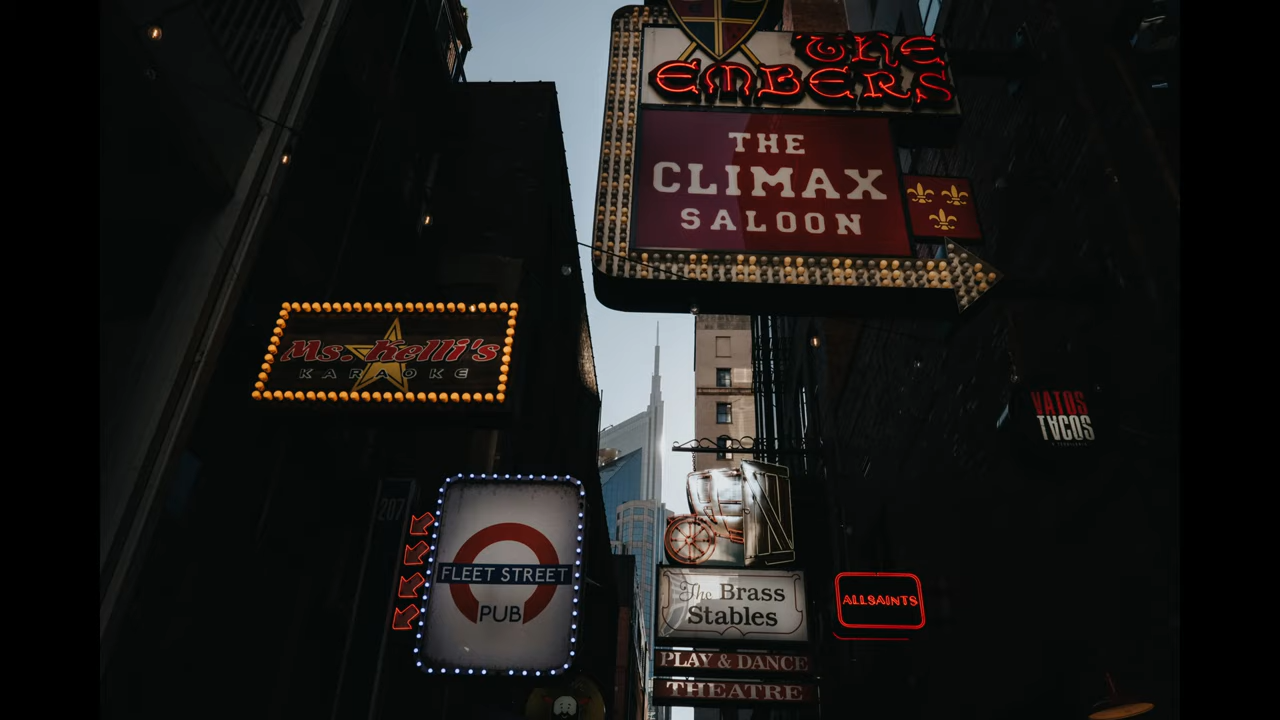 THE
EMBERS
THE
CLIMAX
SALOON
Ms. Kelli's
KARAOKE
VATOS
TACOS
207
FLEET STREET
PUB
The Brass
Stables
PLAY & DANCE
THEATRE
ALLSAINTS